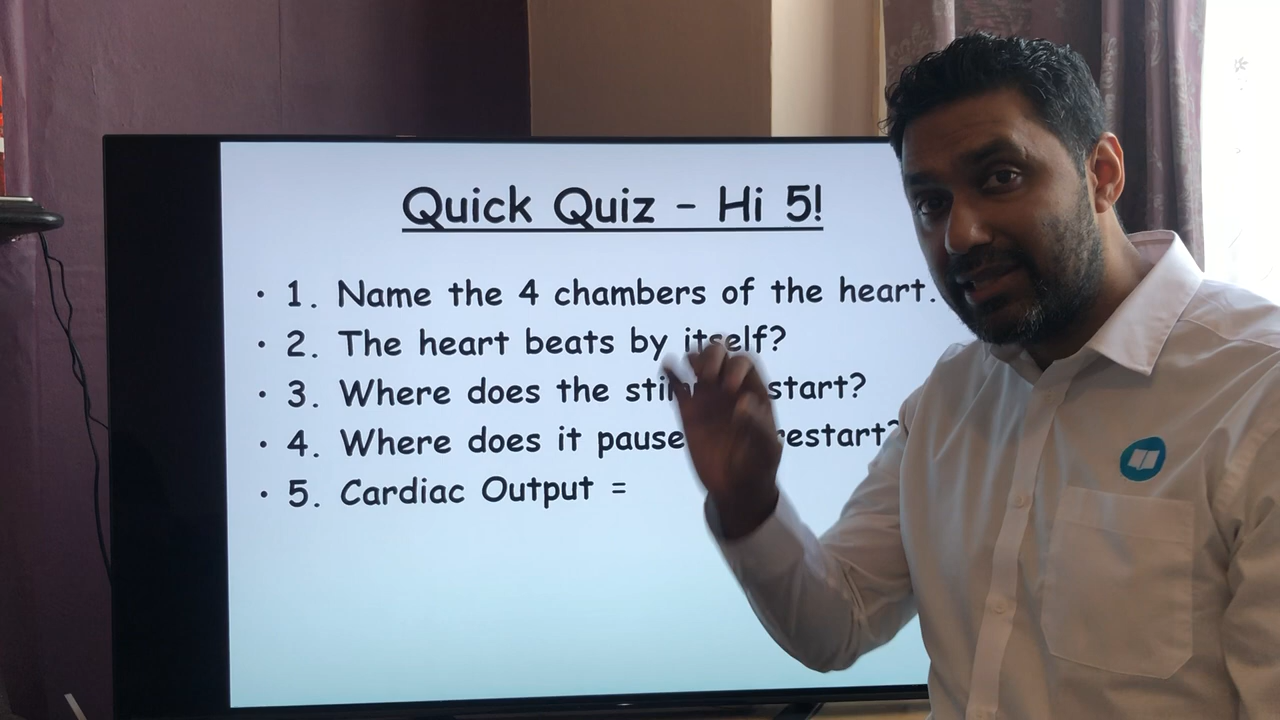 Quick Quiz - Hi 5!
• 1. Name the 4 chambers of the heart.
• 2. The heart beats by itself?
• 3. Where does the start?
• 4. Where does it pause restart?
• 5. Cardiac Output =